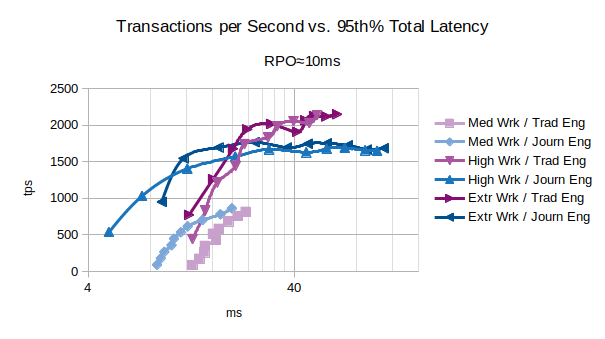 Transactions per Second vs. 95th% Total Latency
RPO≈10ms
2500
2000
1500
1000
500
0
tps
4
40
ms
Med Wrk / Trad Eng
Med Wrk / Journ Eng
High Wrk / Trad Eng
High Wrk / Journ Eng
Extr Wrk / Trad Eng
Extr Wrk / Journ Eng